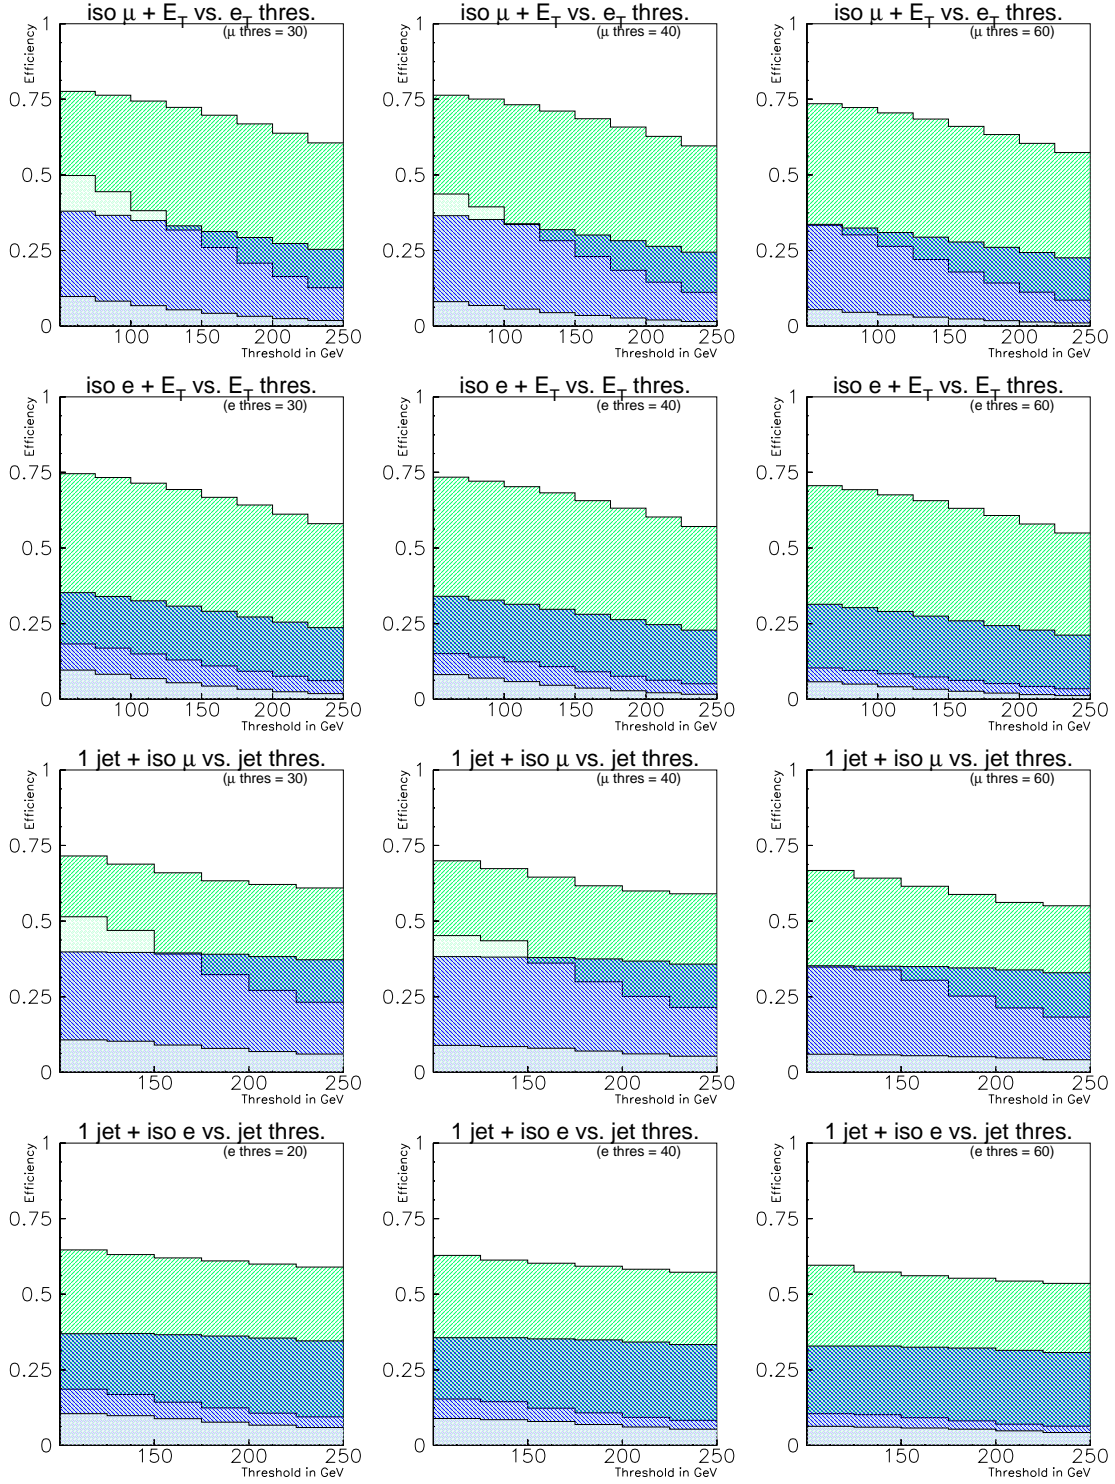 iso μ + E_T vs. e_T thres.
(μ thres = 30)
Efficiency
1
0.75
0.5
0.25
0
100 150 200 250
Threshold in GeV
iso μ + E_T vs. e_T thres.
(μ thres = 40)
Efficiency
1
0.75
0.5
0.25
0
100 150 200 250
Threshold in GeV
iso μ + E_T vs. e_T thres.
(μ thres = 60)
Efficiency
1
0.75
0.5
0.25
0
100 150 200 250
Threshold in GeV
iso e + E_T vs. E_T thres.
(e thres = 30)
Efficiency
1
0.75
0.5
0.25
0
100 150 200 250
Threshold in GeV
iso e + E_T vs. E_T thres.
(e thres = 40)
Efficiency
1
0.75
0.5
0.25
0
100 150 200 250
Threshold in GeV
iso e + E_T vs. E_T thres.
(e thres = 60)
Efficiency
1
0.75
0.5
0.25
0
100 150 200 250
Threshold in GeV
1 jet + iso μ vs. jet thres.
(μ thres = 30)
Efficiency
1
0.75
0.5
0.25
0
150 200 250
Threshold in GeV
1 jet + iso μ vs. jet thres.
(μ thres = 40)
Efficiency
1
0.75
0.5
0.25
0
150 200 250
Threshold in GeV
1 jet + iso μ vs. jet thres.
(μ thres = 60)
Efficiency
1
0.75
0.5
0.25
0
150 200 250
Threshold in GeV
1 jet + iso e vs. jet thres.
(e thres = 20)
Efficiency
1
0.75
0.5
0.25
0
150 200 250
Threshold in GeV
1 jet + iso e vs. jet thres.
(e thres = 40)
Efficiency
1
0.75
0.5
0.25
0
150 200 250
Threshold in GeV
1 jet + iso e vs. jet thres.
(e thres = 60)
Efficiency
1
0.75
0.5
0.25
0
150 200 250
Threshold in GeV